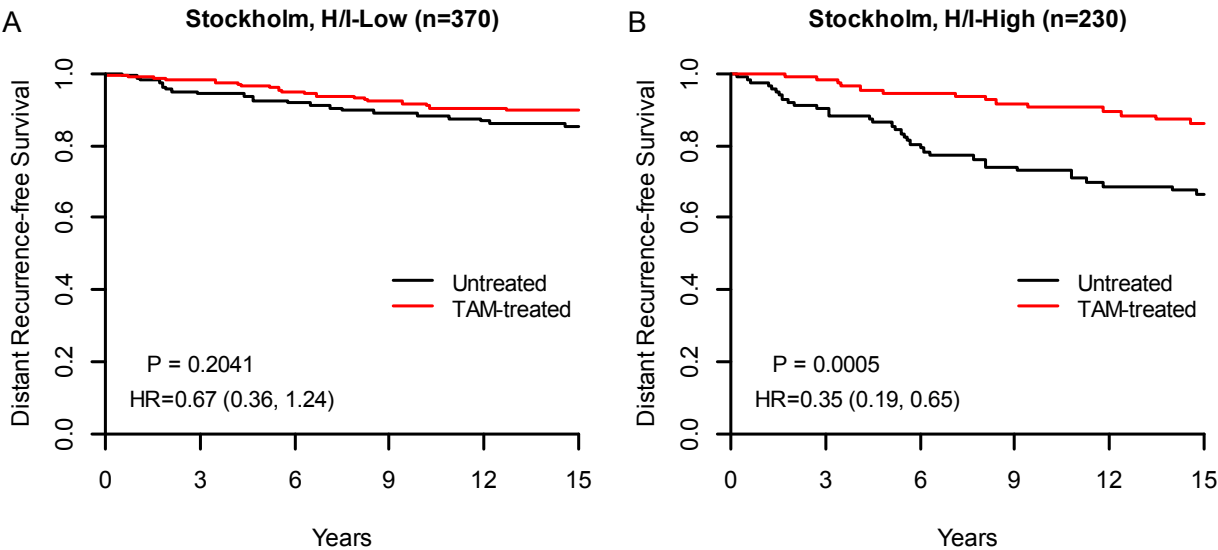 A
Stockholm, H/I-Low (n=370)
Distant Recurrence-free Survival
1.0
0.8
0.6
0.4
0.2
0.0
Untreated
TAM-treated
P = 0.2041
HR=0.67 (0.36, 1.24)
0 3 6 9 12 15
Years
B
Stockholm, H/I-High (n=230)
Distant Recurrence-free Survival
1.0
0.8
0.6
0.4
0.2
0.0
Untreated
TAM-treated
P = 0.0005
HR=0.35 (0.19, 0.65)
0 3 6 9 12 15
Years